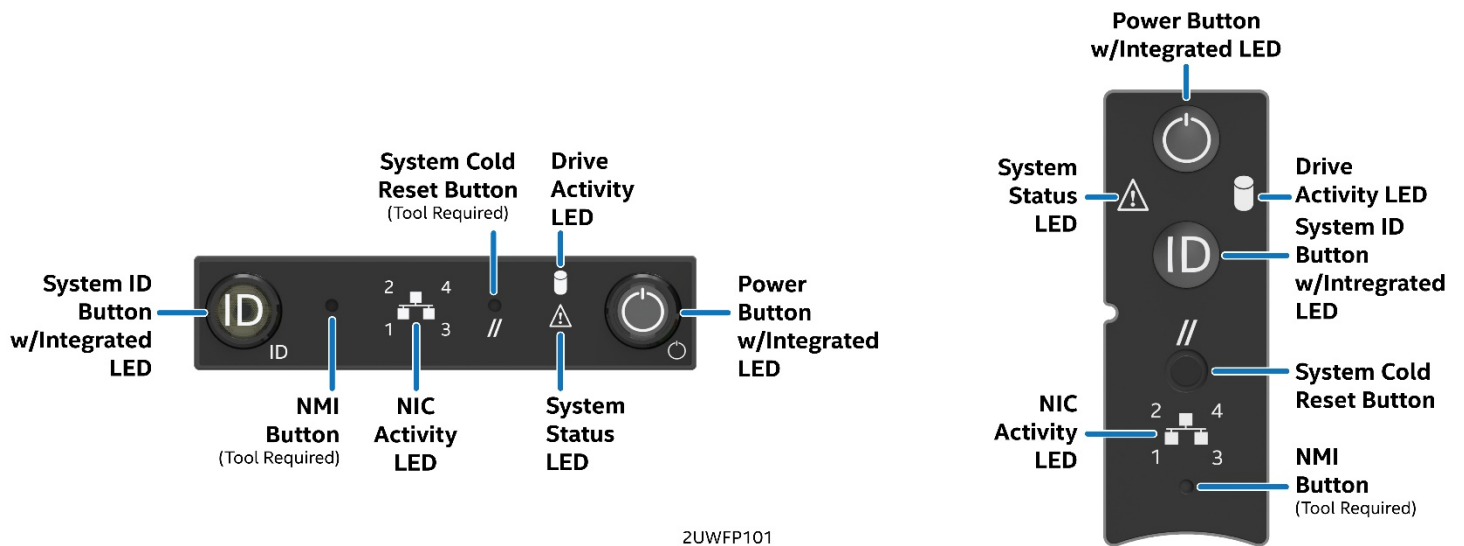 System Cold
Reset Button
(Tool Required)
Drive
Activity
LED
System ID
Button
w/Integrated
LED
ID
ID
2 4
1 3
//
Power
Button
w/Integrated
LED
NMI
Button
(Tool Required)
NIC
Activity
LED
System
Status
LED
2UWFP101
Power Button
w/Integrated LED
System
Status
LED
Drive
Activity LED
ID
System ID
Button
w/Intregrated
LED
//
System Cold
Reset Button
NIC
Activity
LED
2 4
1 3
NMI
Button
(Tool Required)